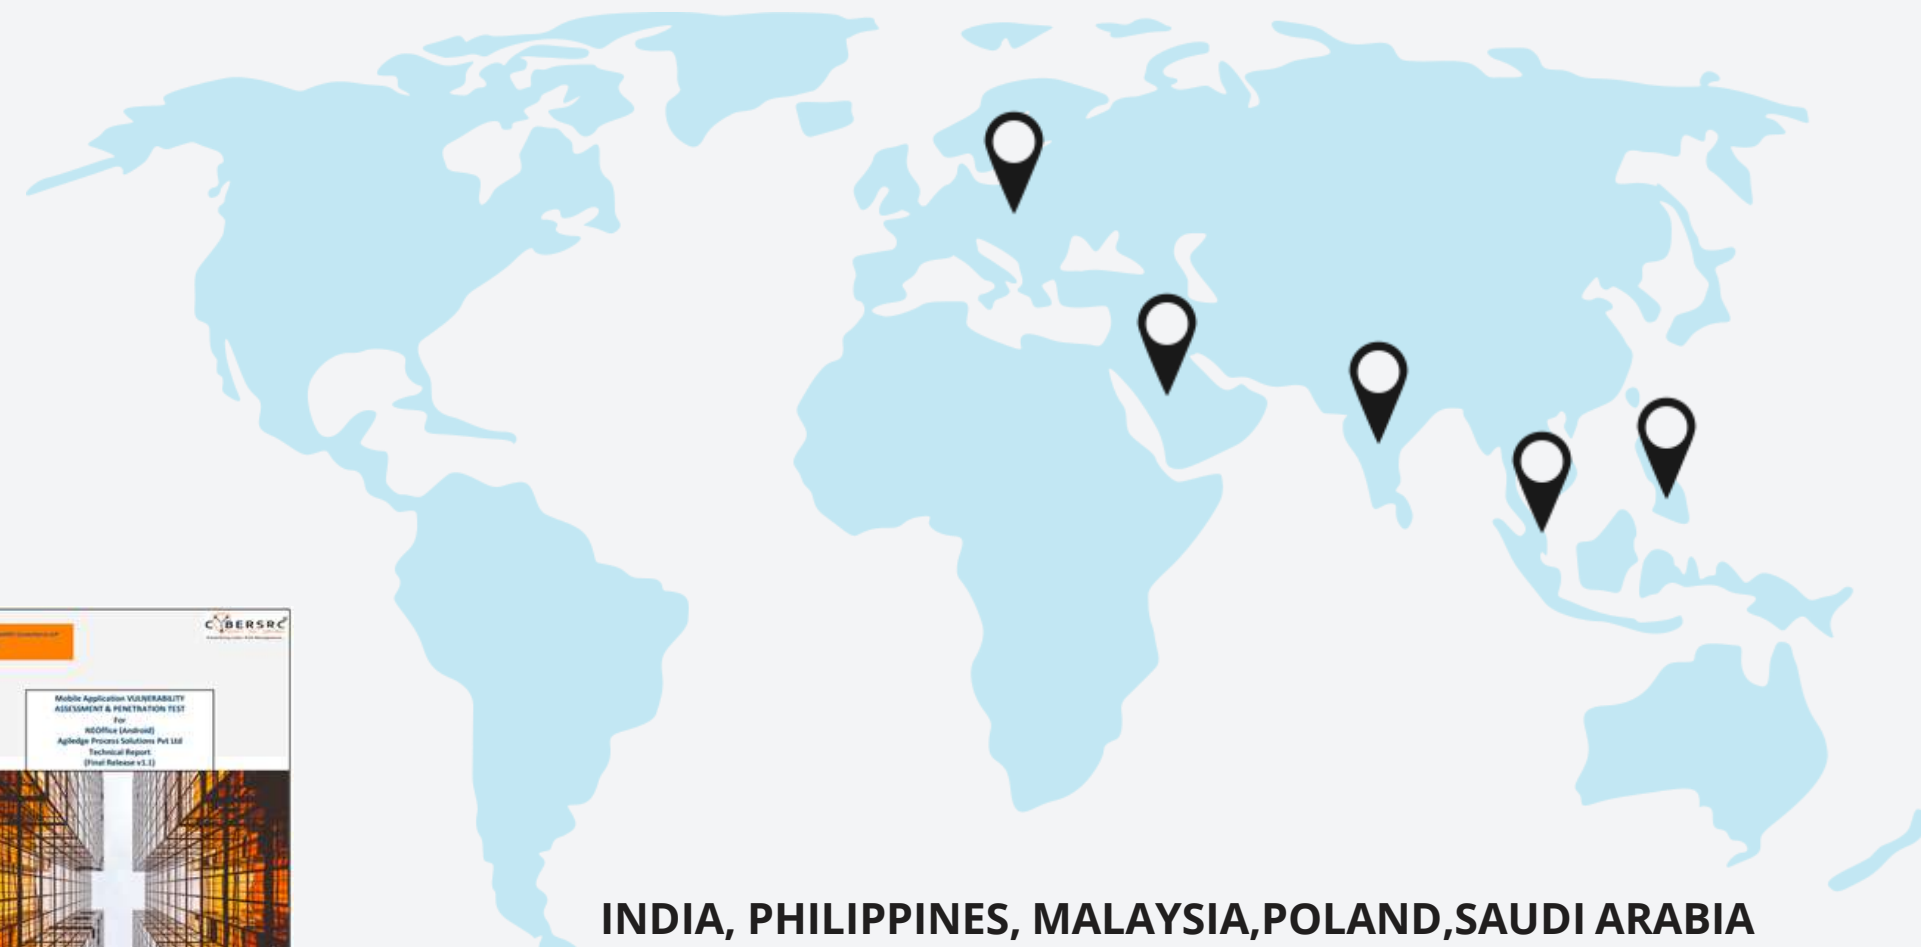 CYBERSRC
Mobile Application VULNERABILITY
ASSESSMENT & PENETRATION TEST
For
NEOffice (Android)
Agiledge Process Solutions Pvt Ltd
Technical Report
(Final Release v1.1)
INDIA, PHILIPPINES, MALAYSIA,POLAND,SAUDI ARABIA